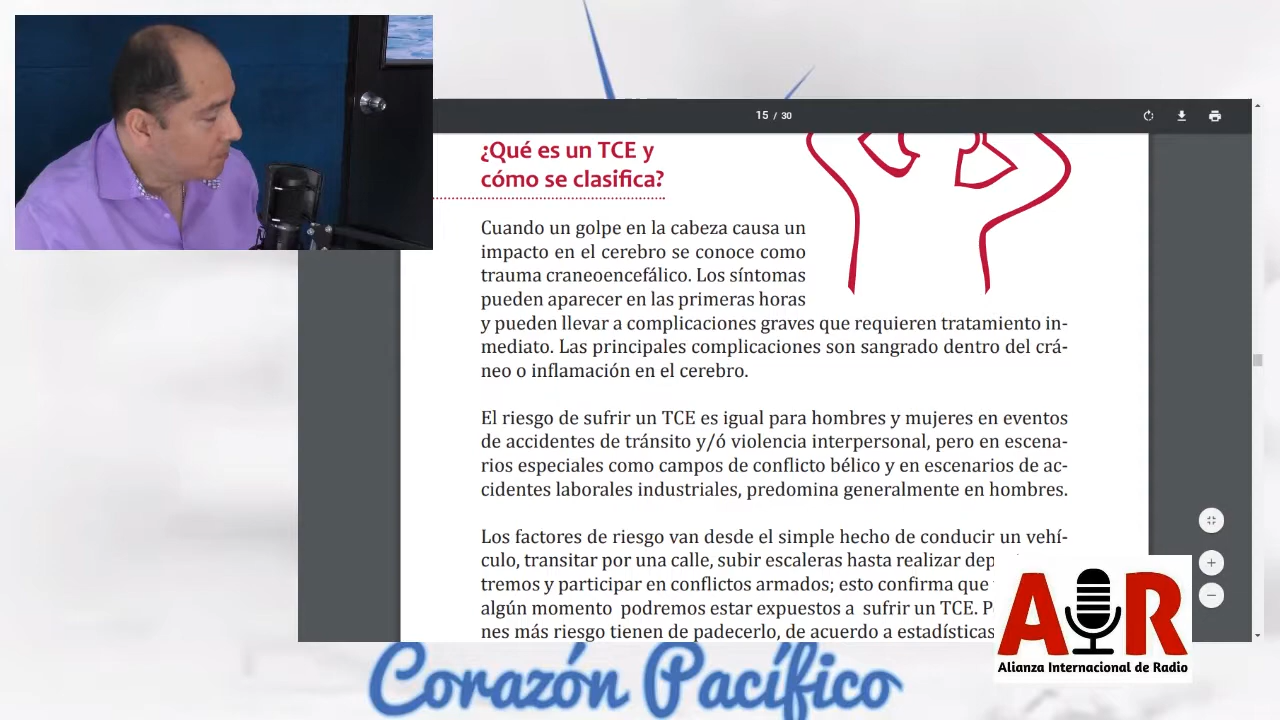 15 / 30
¿Qué es un TCE y
cómo se clasifica?
Cuando un golpe en la cabeza causa un
impacto en el cerebro se conoce como
trauma craneoencefálico. Los síntomas
pueden aparecer en las primeras horas
y pueden llevar a complicaciones graves que requieren tratamiento in-
mediato. Las principales complicaciones son sangrado dentro del crá-
neo o inflamación en el cerebro.
El riesgo de sufrir un TCE es igual para hombres y mujeres en eventos
de accidentes de tránsito y/ó violencia interpersonal, pero en escena-
rios especiales como campos de conflicto bélico y en escenarios de ac-
cidentes laborales industriales, predomina generalmente en hombres.
Los factores de riesgo van desde el simple hecho de conducir un vehí-
culo, transitar por una calle, subir escaleras hasta realizar
tremos y participar en conflictos armados; esto confirma que
algún momento podremos estar expuestos a sufrir un TCE.
nes más riesgo tienen de padecerlo, de acuerdo a estadísticas
AIR
Alianza Internacional de Radio
Corazón Pacífico